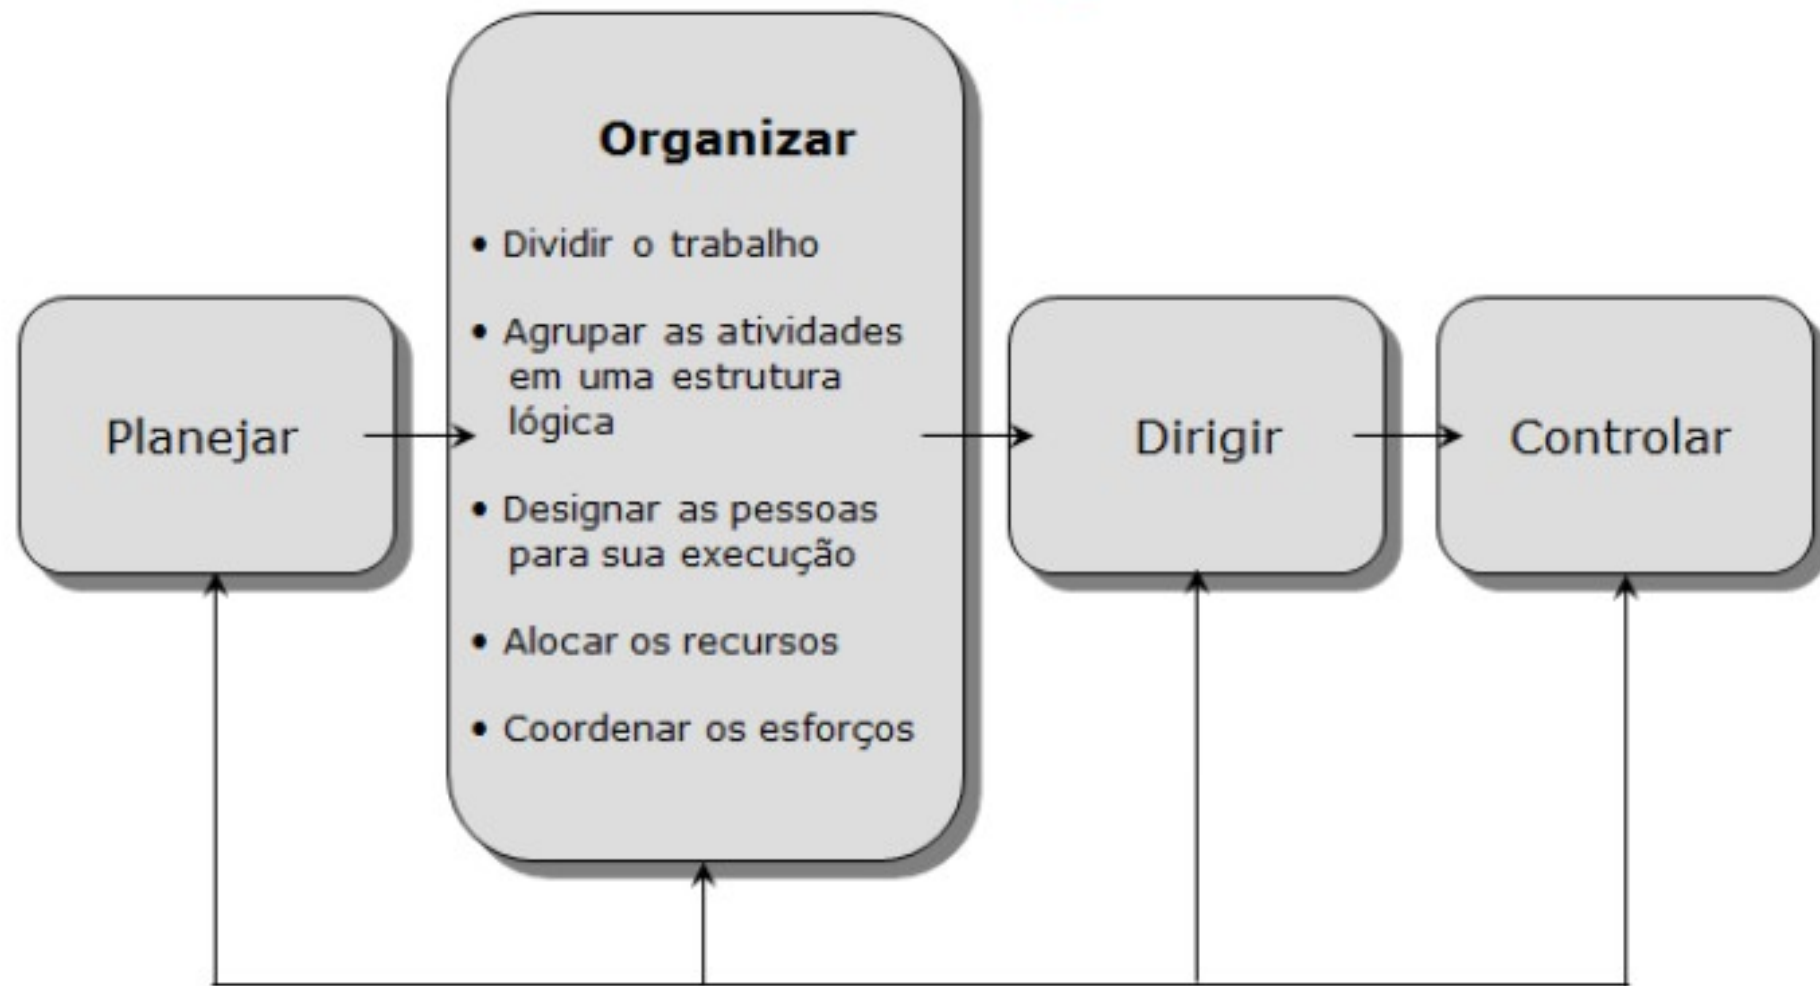 Organizar
• Dividir o trabalho
• Agrupar as atividades
em uma estrutura
lógica
• Designar as pessoas
para sua execução
• Alocar os recursos
• Coordenar os esforços
Planejar
Dirigir
Controlar